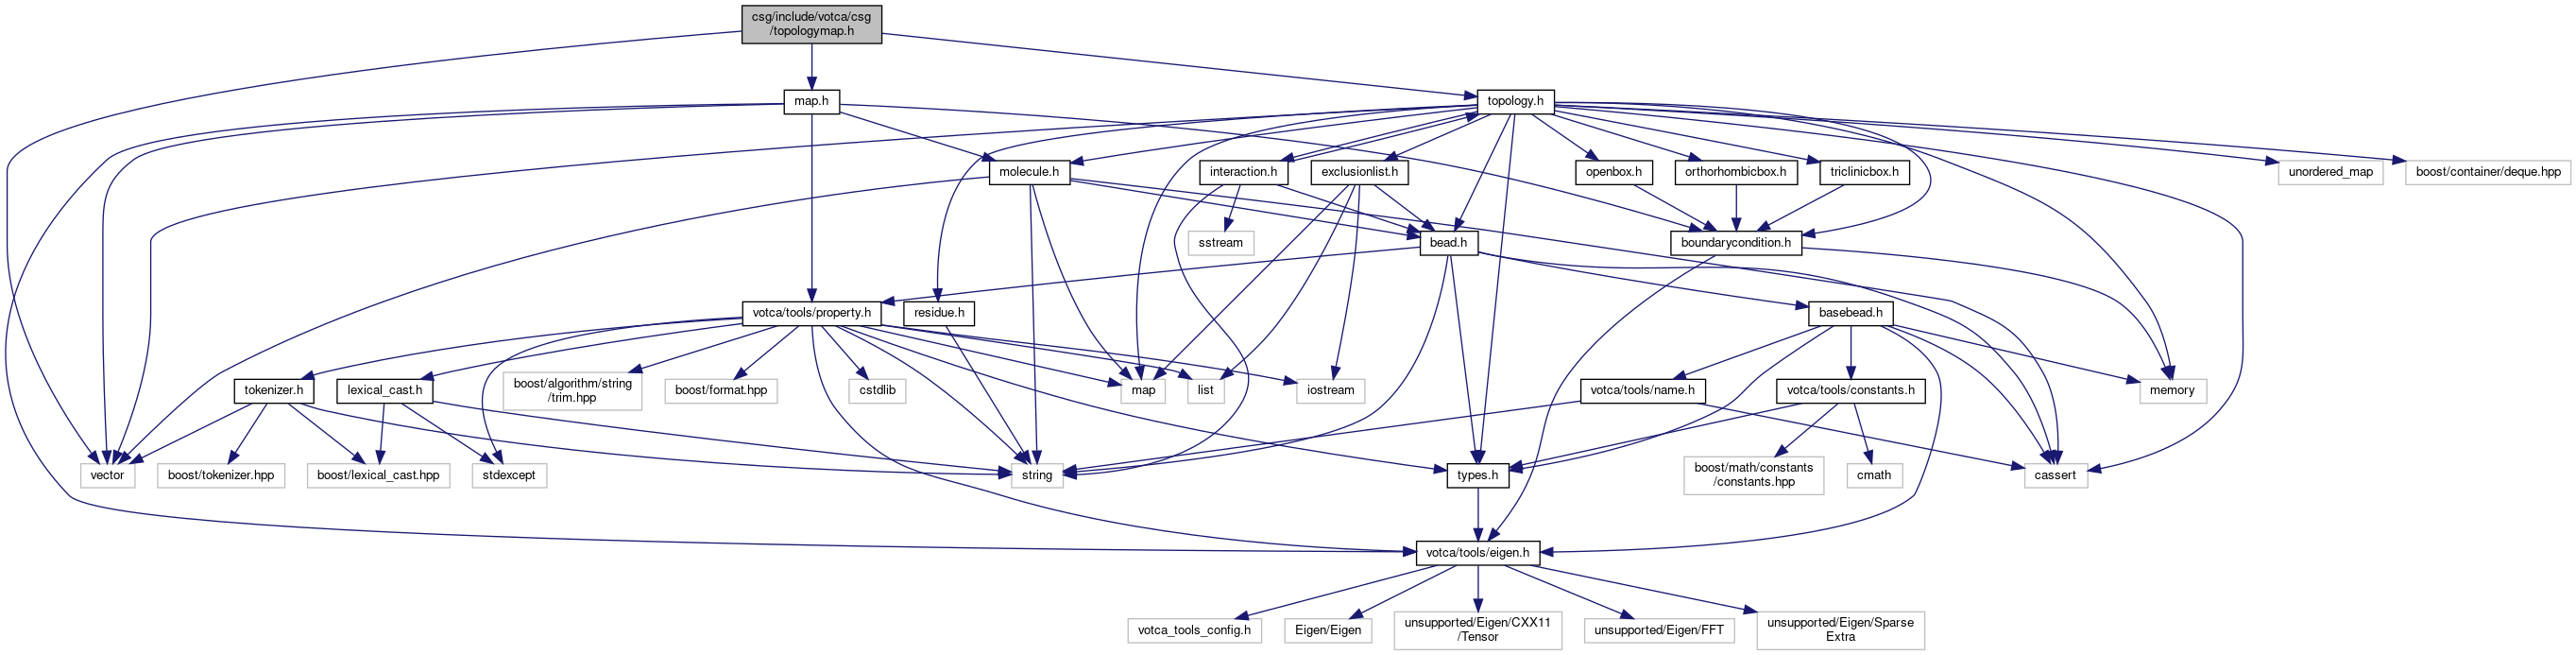 csg/include/votca/csg
/topologymap.h
map.h
topology.h
molecule.h
interaction.h
exclusionlist.h
openbox.h
orthorhombicbox.h
triclinicbox.h
unordered_map
boost/container/deque.hpp
sstream
bead.h
boundarycondition.h
votca/tools/property.h
residue.h
basebead.h
tokenizer.h
lexical_cast.h
boost/algorithm/string
/trim.hpp
boost/format.hpp
cstdlib
map
list
iostream
votca/tools/name.h
votca/tools/constants.h
memory
vector
boost/tokenizer.hpp
boost/lexical_cast.hpp
stdexcept
string
types.h
boost/math/constants
/constants.hpp
cmath
cassert
votca/tools/eigen.h
votca_tools_config.h
Eigen/Eigen
unsupported/Eigen/CXX11
/Tensor
unsupported/Eigen/FFT
unsupported/Eigen/Sparse
Extra